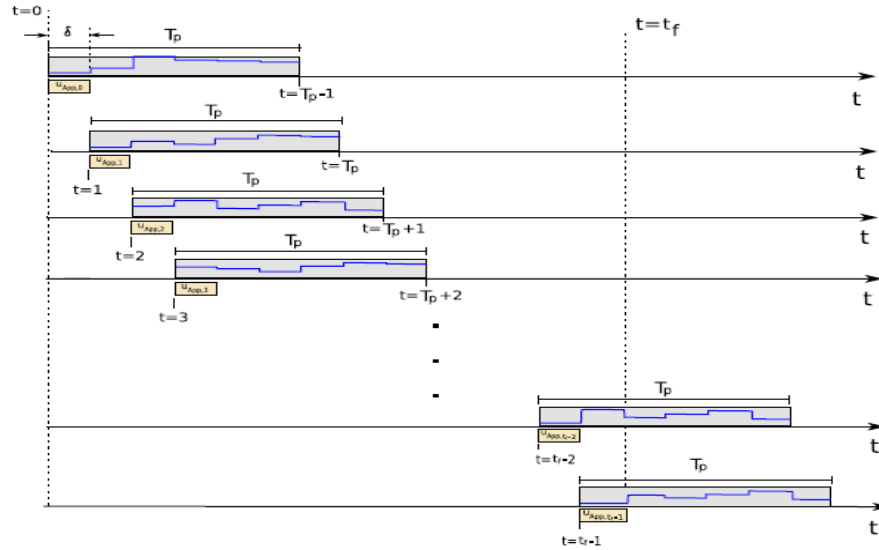 t=0
δ
Tp
t=tf
uApp,0
t=Tp-1
t
Tp
uApp,1
t=Tp
t
t=1
Tp
uApp,2
t=Tp+1
t
t=2
Tp
uApp,3
t=Tp+2
t
t=3
Tp
uApp,tf-2
t
t=tf-2
Tp
uApp,tf-1
t
t=tf-1